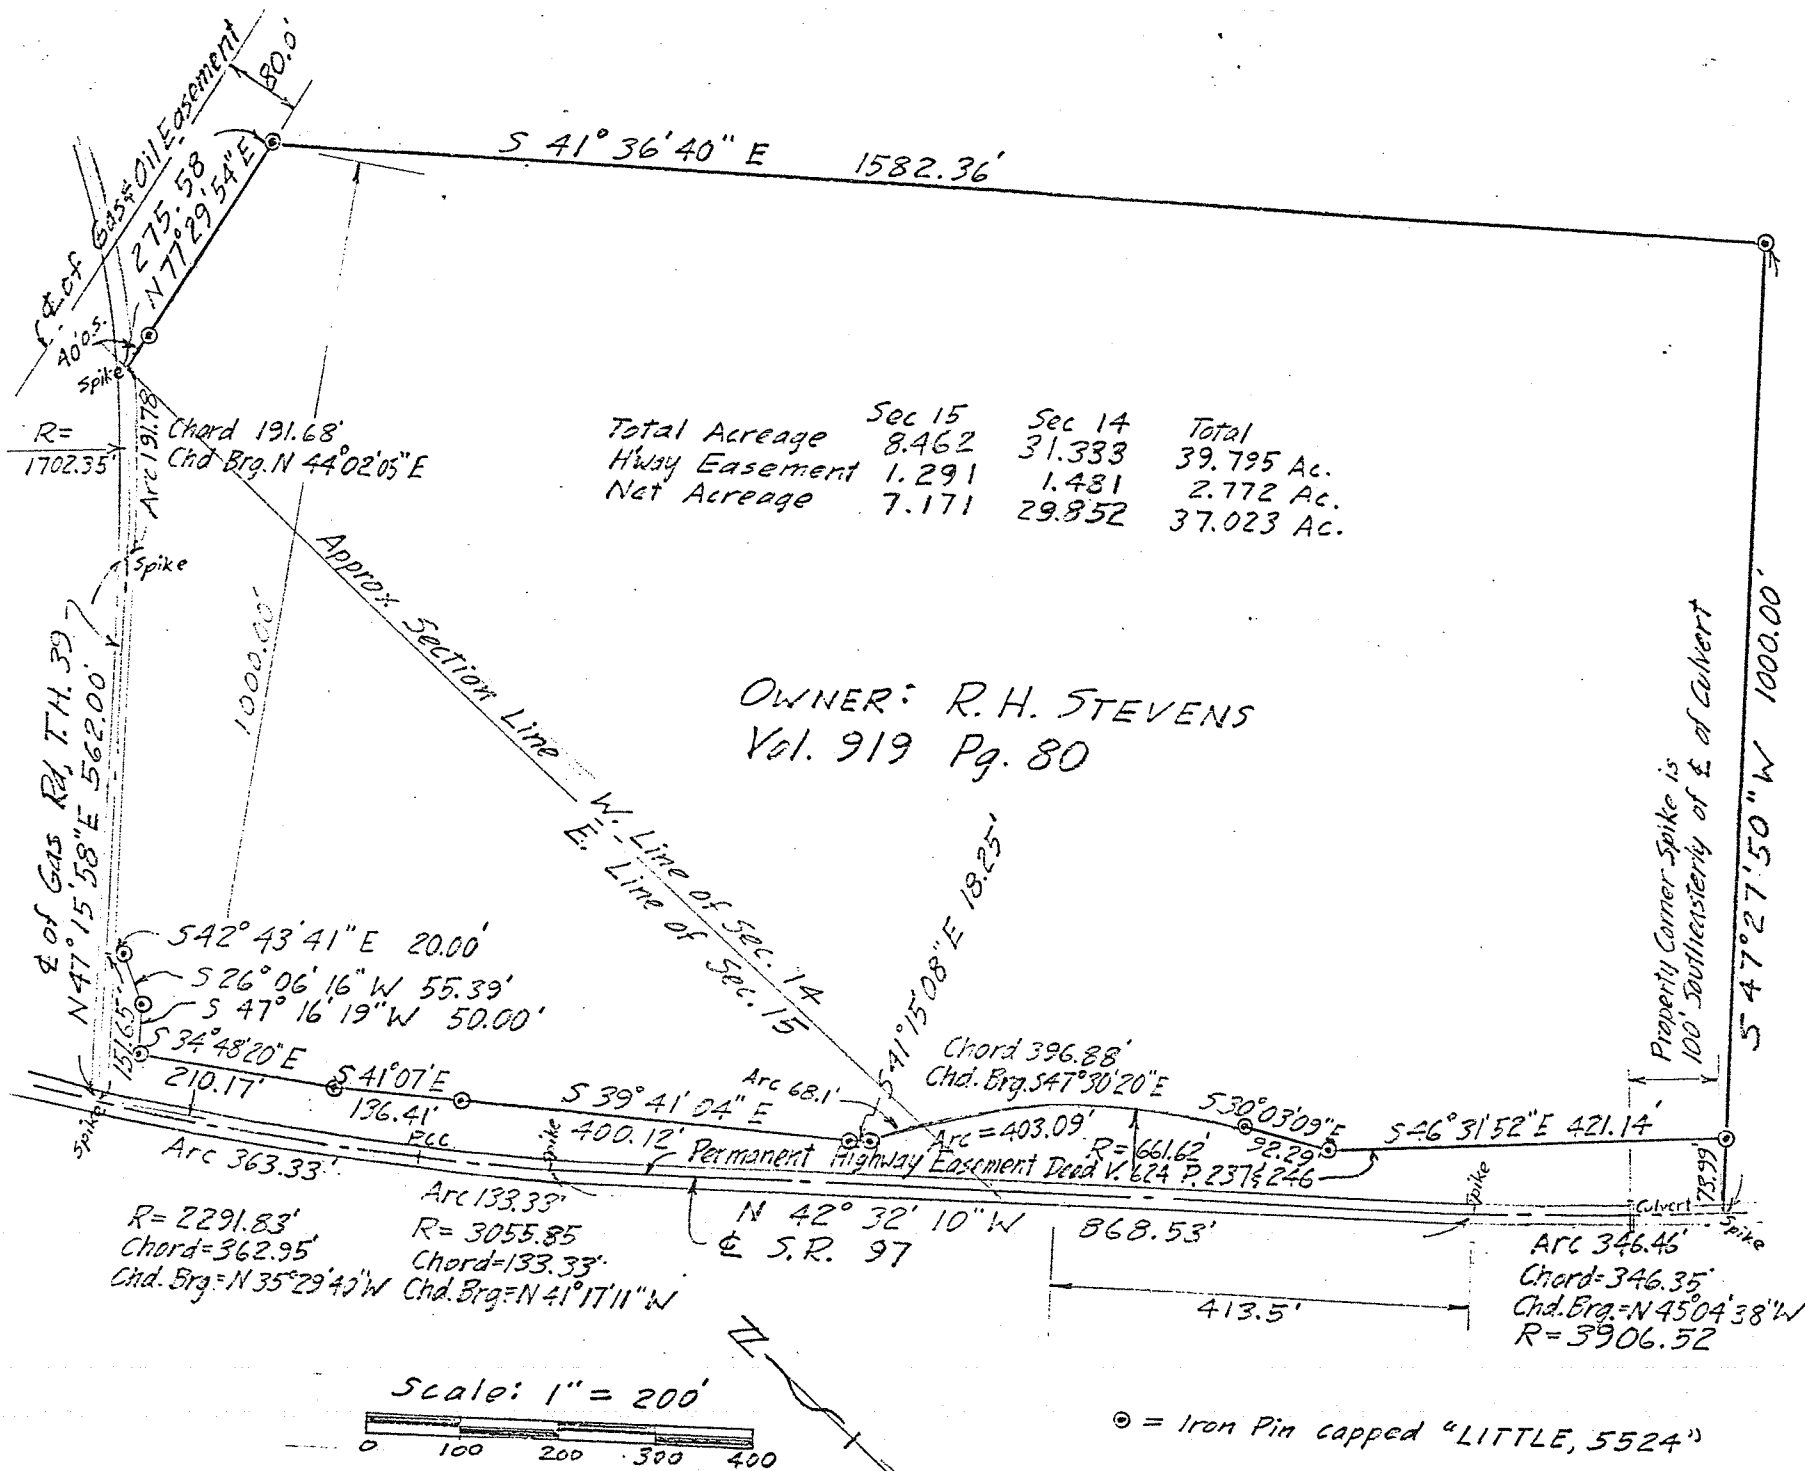 ℄ of Gas & Oil Easement
80.0'
275.58
N 77° 29' 54" E
40' o.s.
Spike
S 41° 36' 40" E 1582.36'
R=
1702.35'
Arc 191.78
Chord 191.68'
Chd Brg. N 44° 02' 05" E
Spike
Sec 15 Sec 14 Total
Total Acreage 8.462 31.333 39.795 Ac.
H'way Easement 1.291 1.481 2.772 Ac.
Net Acreage 7.171 29.852 37.023 Ac.
Approx Section Line
1000.00'
W. Line of Sec. 14
E. Line of Sec. 15
OWNER: R. H. STEVENS
Vol. 919 Pg. 80
S 47° 27' 50" W 1000.00'
Property Corner Spike is
100' Southeasterly of ℄ of Culvert
℄ of Gas Rd, T.H. 39
N 47° 15' 58" E 562.00'
S 42° 43' 41" E 20.00'
S 26° 06' 16" W 55.39'
S 47° 16' 19" W 50.00'
151.65'
S 34° 48' 20" E
210.17'
S 41° 07' E
136.41'
S 39° 41' 04" E
400.12'
Arc 68.1'
S 41° 15' 08" E 18.25'
Chord 396.88'
Chd. Brg. S 47° 30' 20" E
Arc = 403.09'
R = 661.62'
S 30° 03' 09" E
92.29'
S 46° 31' 52" E 421.14'
73.99'
Permanent Highway Easement Deed V. 624 P. 237 & 246
Spike
Arc 363.33'
PCC
Spike
Spike
Culvert
Spike
R = 2291.83'
Chord = 362.95'
Chd. Brg = N 35° 29' 40" W
Arc 133.33'
R = 3055.85
Chord = 133.33'
Chd. Brg = N 41° 17' 11" W
N 42° 32' 10" W 868.53'
℄ S.R. 97
413.5'
Arc 346.46'
Chord = 346.35'
Chd. Brg. = N 45° 04' 38" W
R = 3906.52
N
Scale: 1" = 200'
0 100 200 300 400
= Iron Pin capped "LITTLE, 5524"